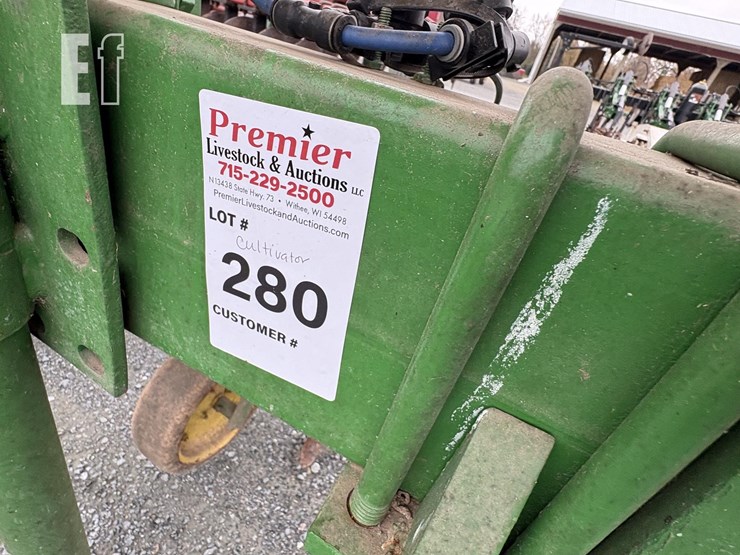 Ef
Premier
Livestock & Auctions LLC
715-229-2500
N13438 State Hwy. 73 • Withee, WI 54498
PremierLivestockandAuctions.com
LOT #
Cultivator
280
CUSTOMER #